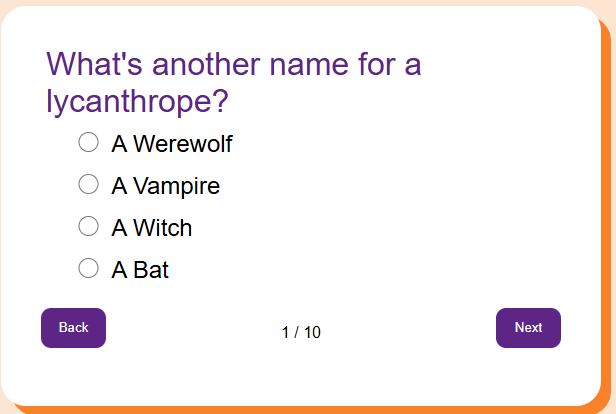 What's another name for a
lycanthrope?
A Werewolf
A Vampire
A Witch
A Bat
Back
1 / 10
Next